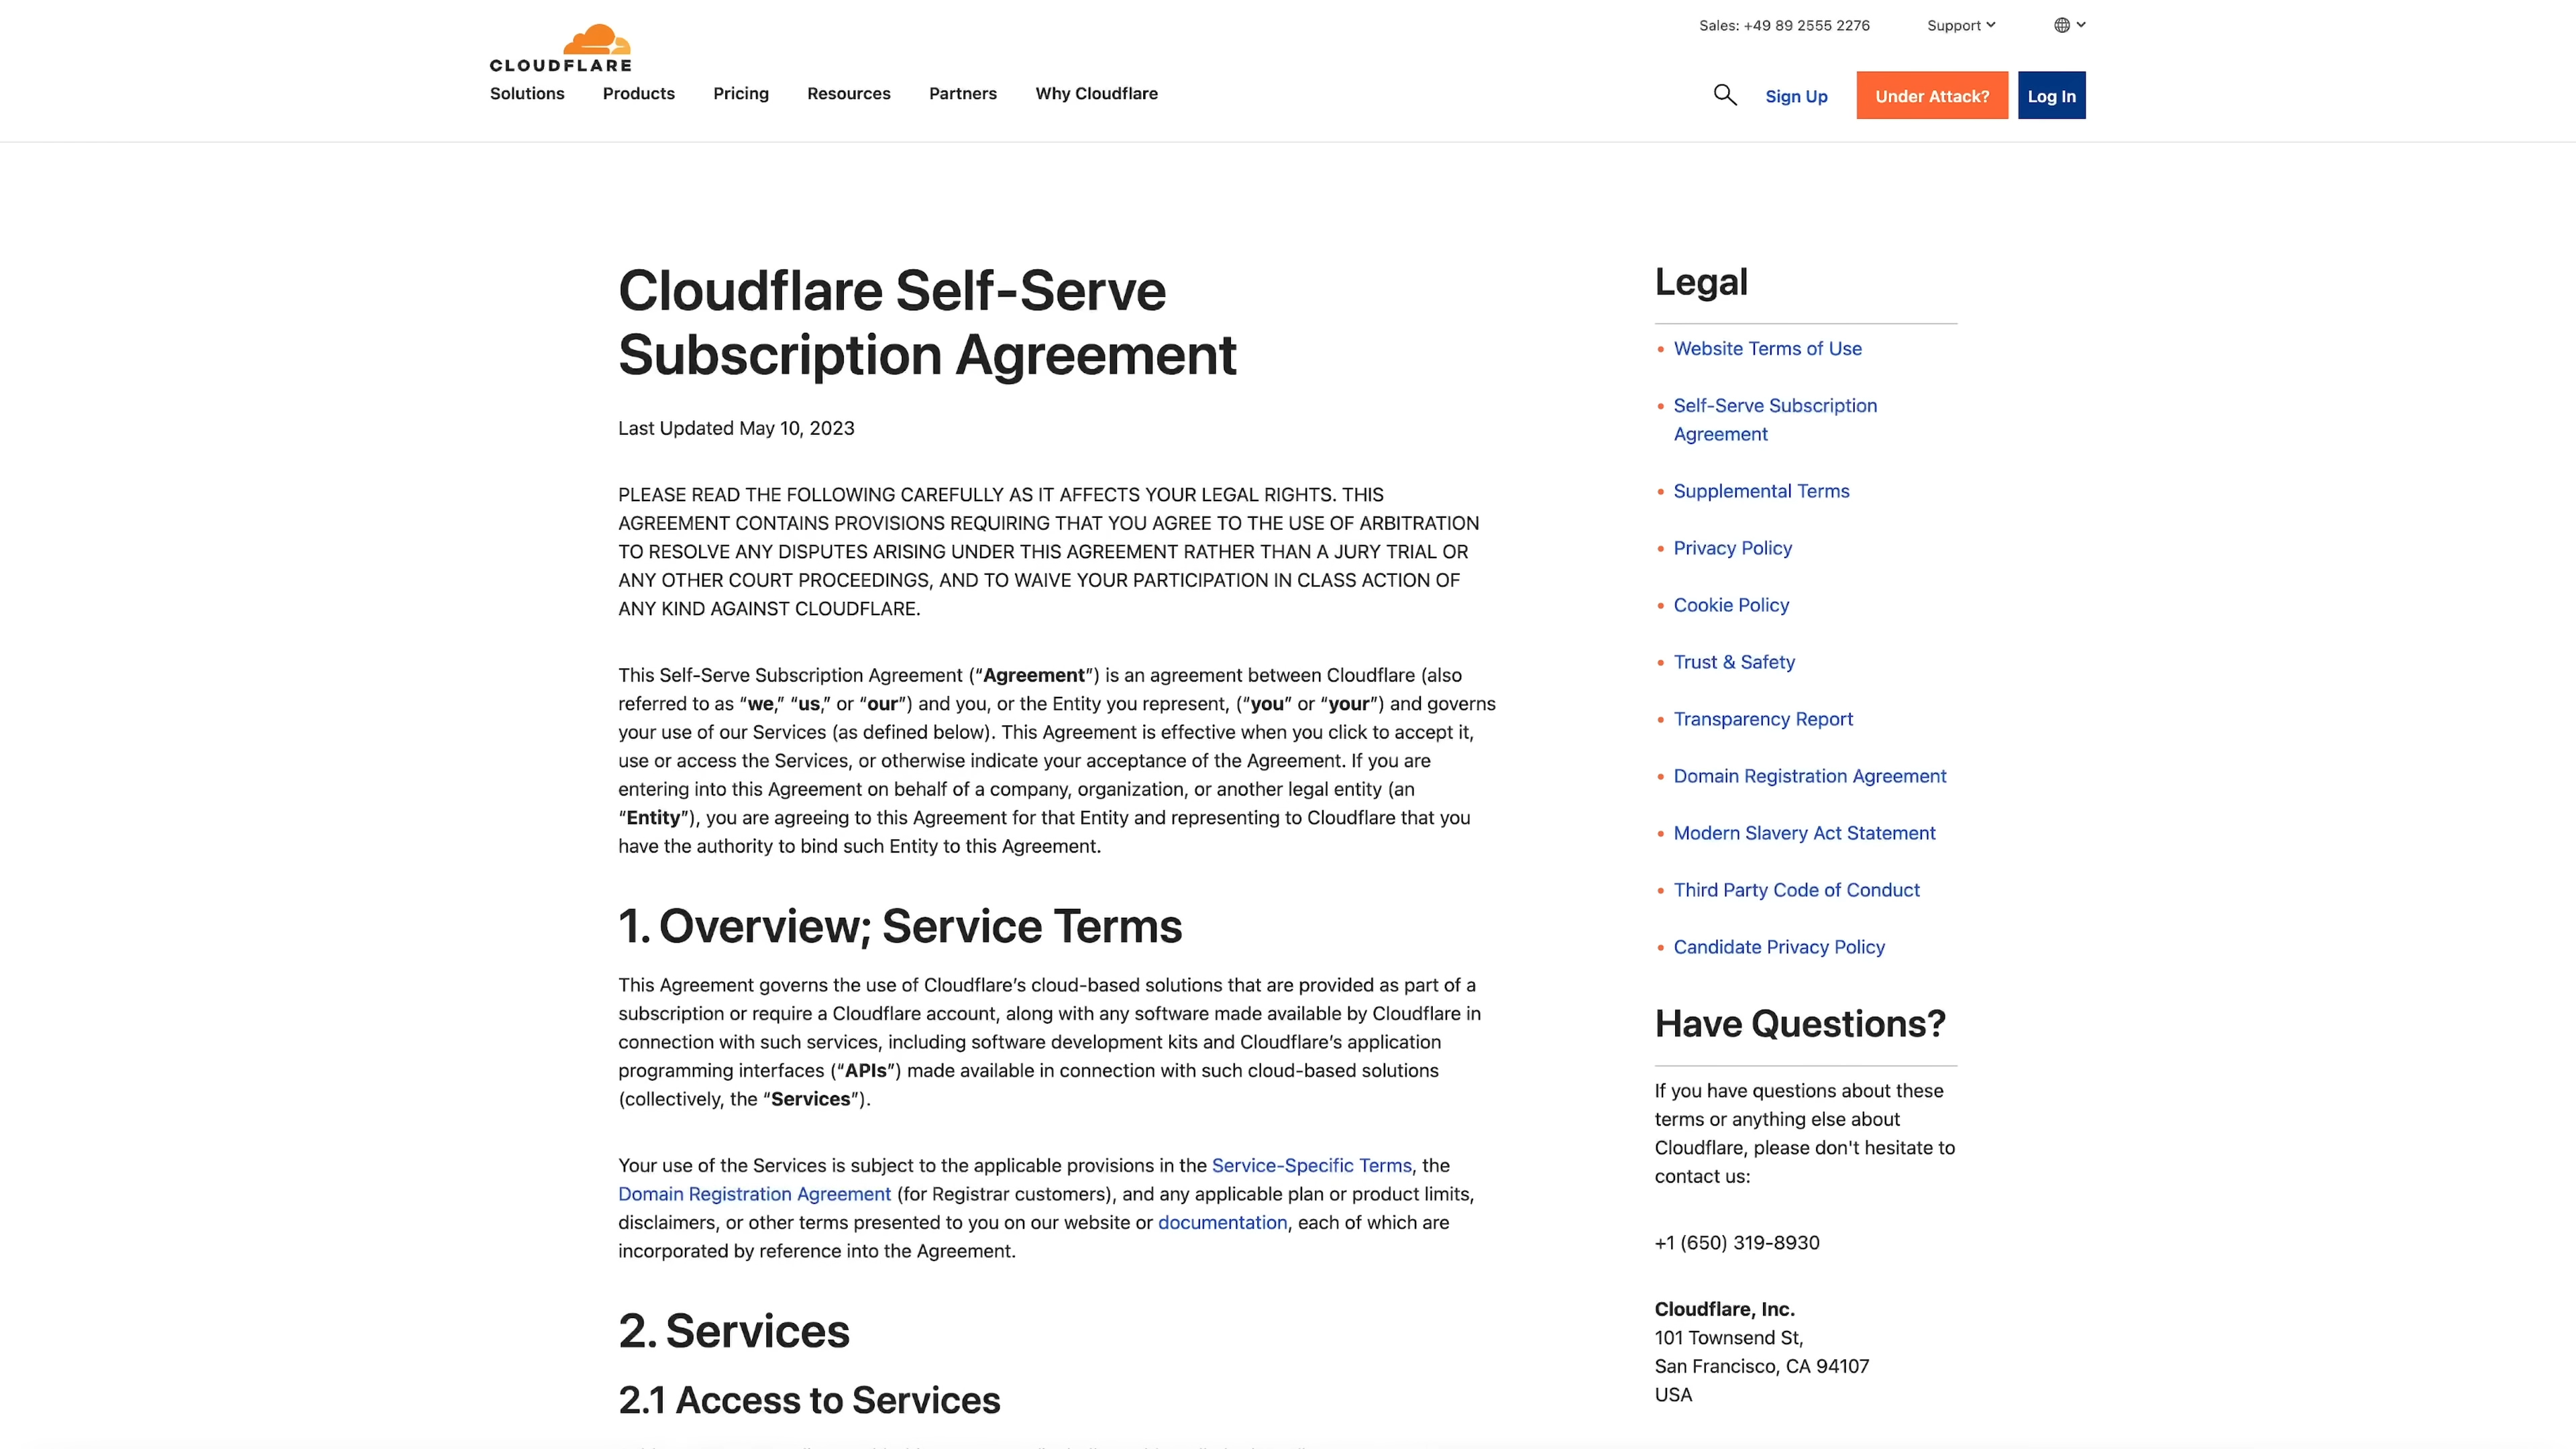 Sales: +49 89 2555 2276
Support
CLOUDFLARE
Solutions
Products
Pricing
Resources
Partners
Why Cloudflare
Sign Up
Under Attack?
Log In
Cloudflare Self-Serve
Subscription Agreement
Last Updated May 10, 2023
PLEASE READ THE FOLLOWING CAREFULLY AS IT AFFECTS YOUR LEGAL RIGHTS. THIS
AGREEMENT CONTAINS PROVISIONS REQUIRING THAT YOU AGREE TO THE USE OF ARBITRATION
TO RESOLVE ANY DISPUTES ARISING UNDER THIS AGREEMENT RATHER THAN A JURY TRIAL OR
ANY OTHER COURT PROCEEDINGS, AND TO WAIVE YOUR PARTICIPATION IN CLASS ACTION OF
ANY KIND AGAINST CLOUDFLARE.
This Self-Serve Subscription Agreement (“Agreement”) is an agreement between Cloudflare (also
referred to as “we,” “us,” or “our”) and you, or the Entity you represent, (“you” or “your”) and governs
your use of our Services (as defined below). This Agreement is effective when you click to accept it,
use or access the Services, or otherwise indicate your acceptance of the Agreement. If you are
entering into this Agreement on behalf of a company, organization, or another legal entity (an
“Entity”), you are agreeing to this Agreement for that Entity and representing to Cloudflare that you
have the authority to bind such Entity to this Agreement.
1. Overview; Service Terms
This Agreement governs the use of Cloudflare’s cloud-based solutions that are provided as part of a
subscription or require a Cloudflare account, along with any software made available by Cloudflare in
connection with such services, including software development kits and Cloudflare’s application
programming interfaces (“APIs”) made available in connection with such cloud-based solutions
(collectively, the “Services”).
Your use of the Services is subject to the applicable provisions in the Service-Specific Terms, the
Domain Registration Agreement (for Registrar customers), and any applicable plan or product limits,
disclaimers, or other terms presented to you on our website or documentation, each of which are
incorporated by reference into the Agreement.
2. Services
2.1 Access to Services
Legal
• Website Terms of Use
• Self-Serve Subscription
Agreement
• Supplemental Terms
• Privacy Policy
• Cookie Policy
• Trust & Safety
• Transparency Report
• Domain Registration Agreement
• Modern Slavery Act Statement
• Third Party Code of Conduct
• Candidate Privacy Policy
Have Questions?
If you have questions about these
terms or anything else about
Cloudflare, please don't hesitate to
contact us:
+1 (650) 319-8930
Cloudflare, Inc.
101 Townsend St,
San Francisco, CA 94107
USA